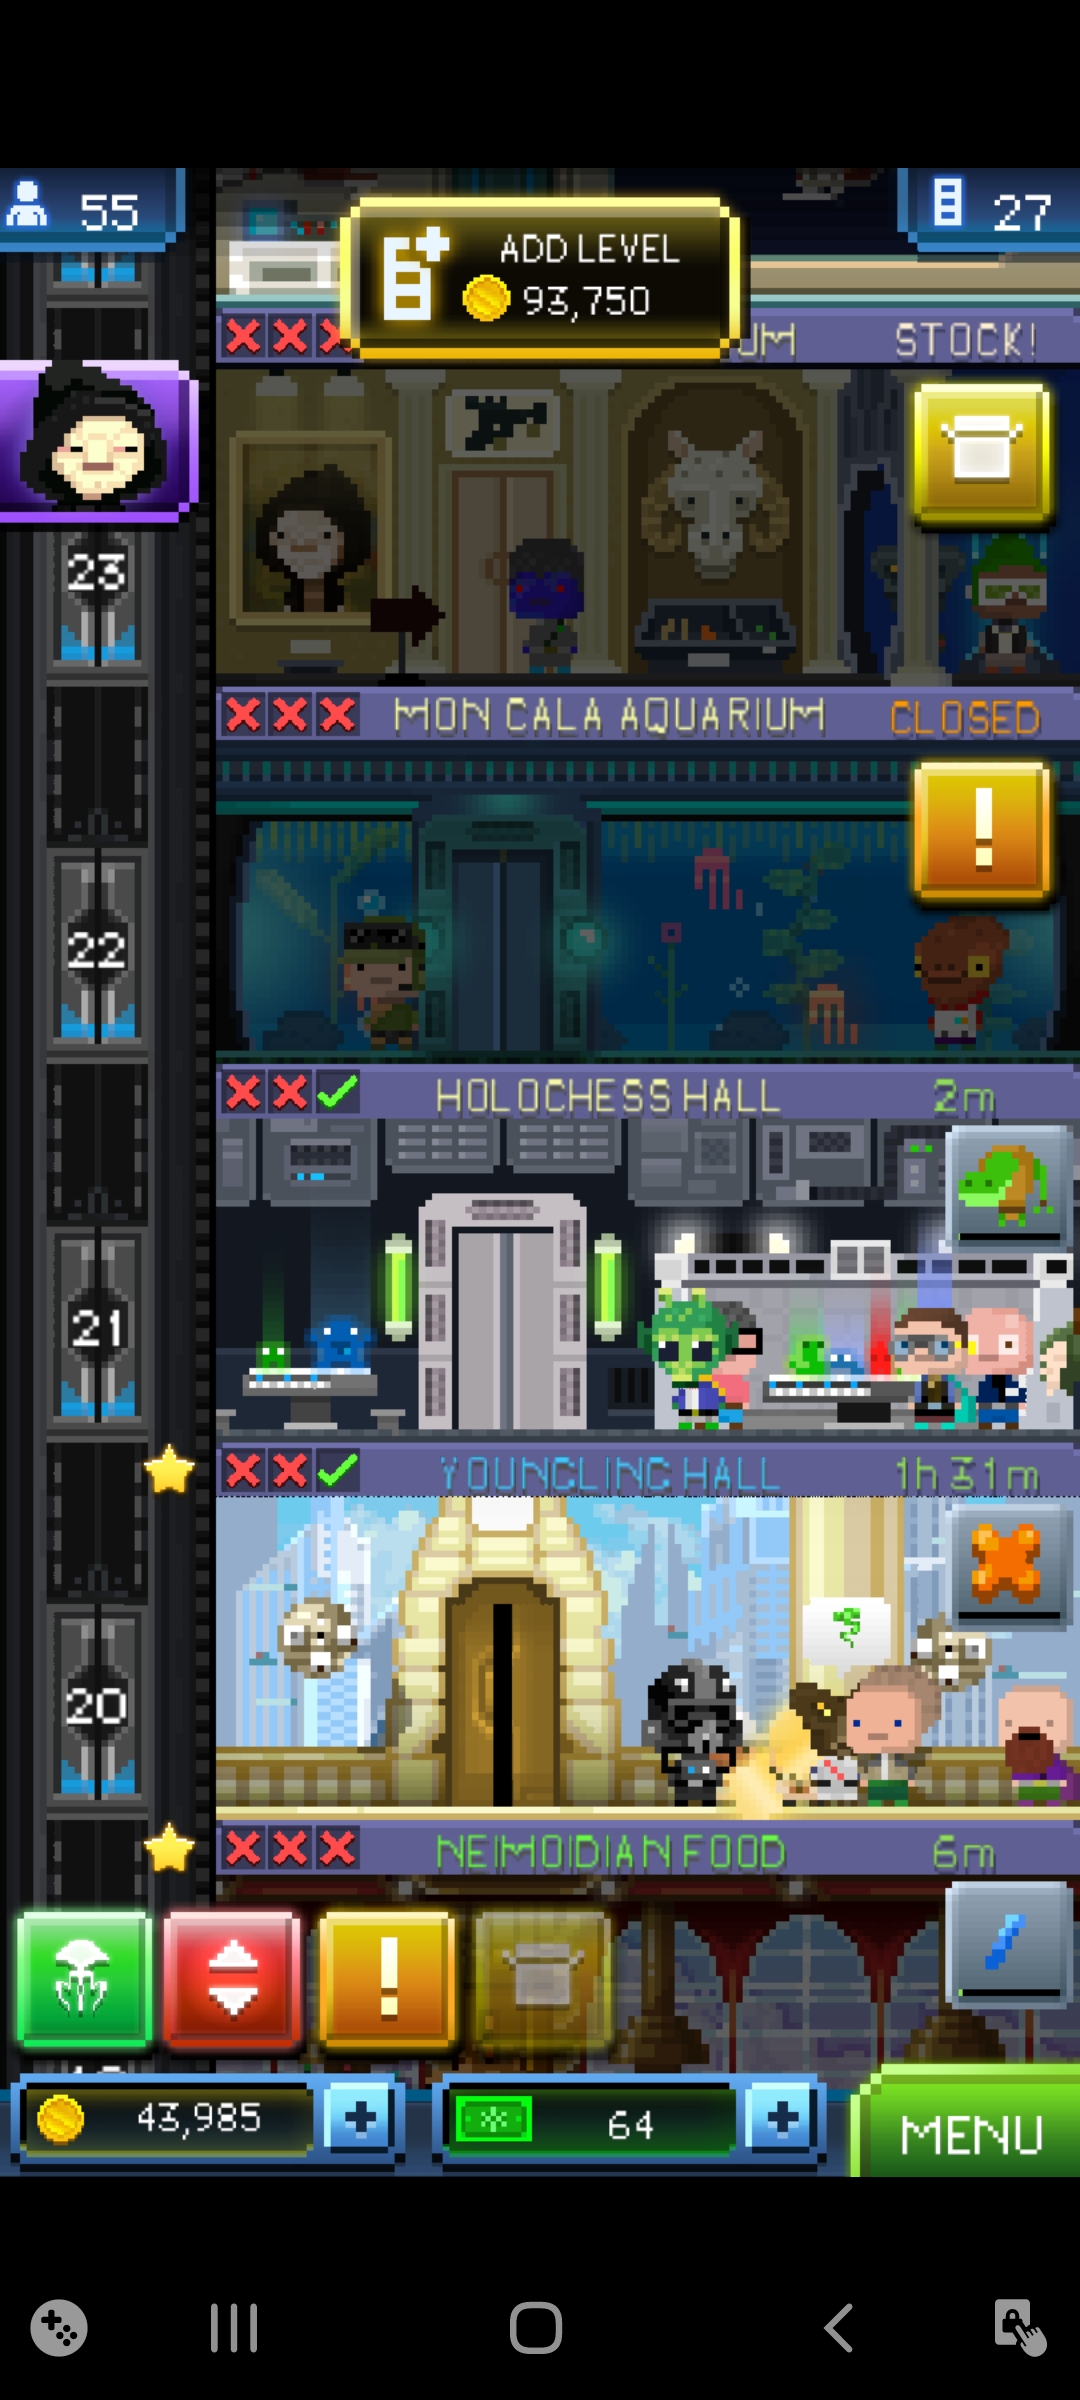 55
27
ADD LEVEL
93,750
UM
STOCK!
23
MON CALA AQUARIUM
CLOSED
22
HOLOCHESS HALL
2m
21
YOUNGLING HALL
1h 31m
20
NEIMOIDIAN FOOD
6m
43,985
64
MENU